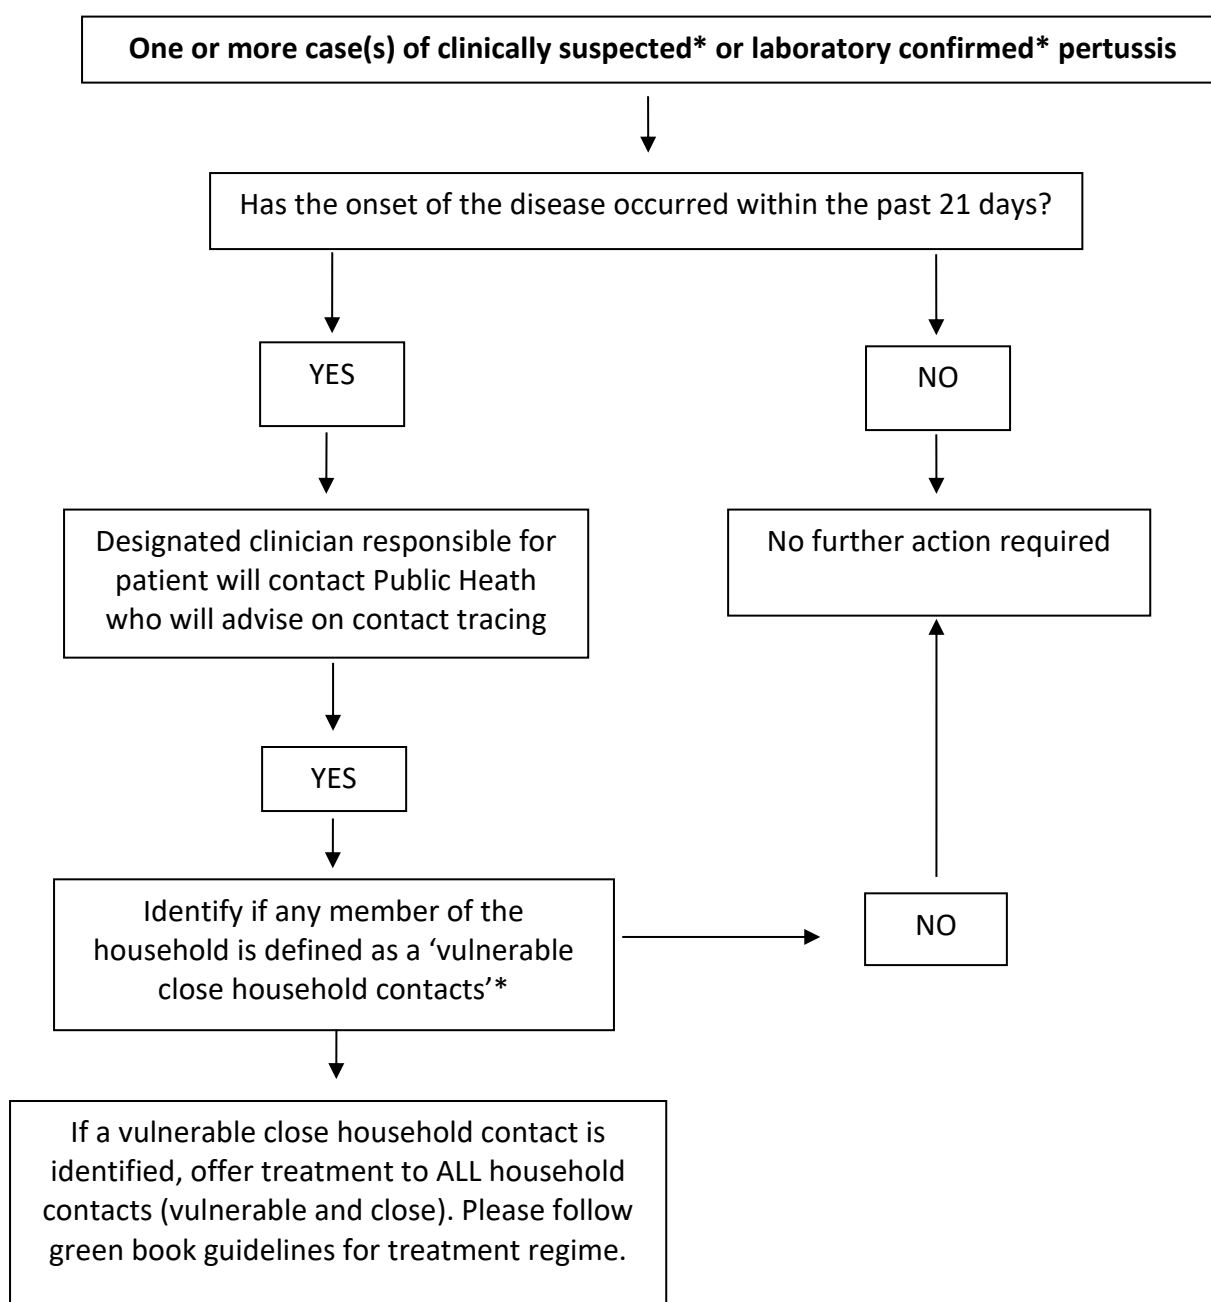 One or more case(s) of clinically suspected* or laboratory confirmed* pertussis
Has the onset of the disease occurred within the past 21 days?
YES
NO
Designated clinician responsible for
patient will contact Public Heath
who will advise on contact tracing
No further action required
YES
Identify if any member of the
household is defined as a ‘vulnerable
close household contacts’*
NO
If a vulnerable close household contact is
identified, offer treatment to ALL household
contacts (vulnerable and close). Please follow
green book guidelines for treatment regime.